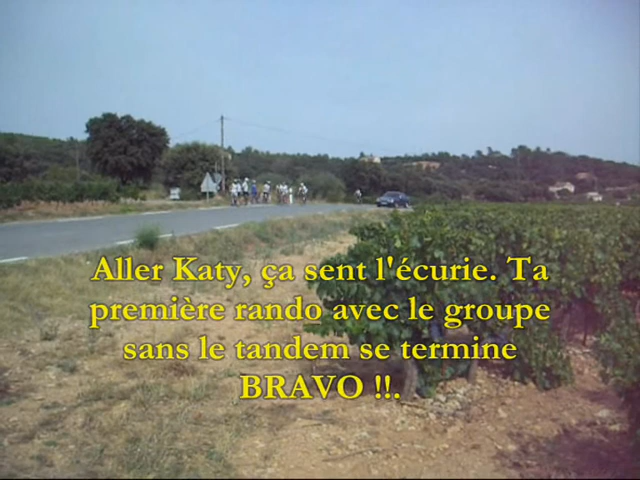 Aller Katy, ça sent l'écurie. Ta
première rando avec le groupe
sans le tandem se termine
BRAVO !!.